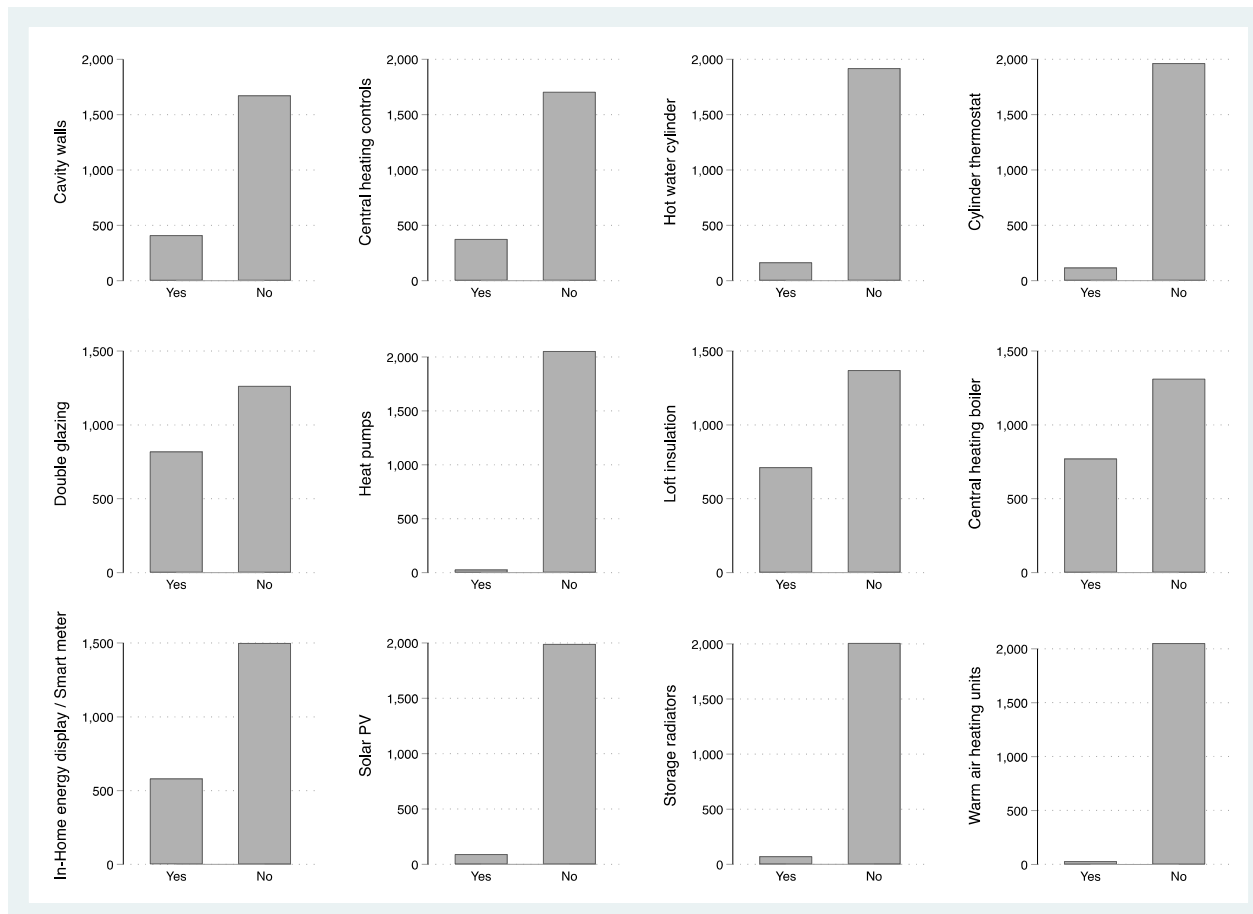 Cavity walls
2,000
1,500
1,000
500
0
Yes No
Central heating controls
2,000
1,500
1,000
500
0
Yes No
Hot water cylinder
2,000
1,500
1,000
500
0
Yes No
Cylinder thermostat
2,000
1,500
1,000
500
0
Yes No
Double glazing
1,500
1,000
500
0
Yes No
Heat pumps
2,000
1,500
1,000
500
0
Yes No
Loft insulation
1,500
1,000
500
0
Yes No
Central heating boiler
1,500
1,000
500
0
Yes No
In-Home energy display / Smart meter
1,500
1,000
500
0
Yes No
Solar PV
2,000
1,500
1,000
500
0
Yes No
Storage radiators
2,000
1,500
1,000
500
0
Yes No
Warm air heating units
2,000
1,500
1,000
500
0
Yes No